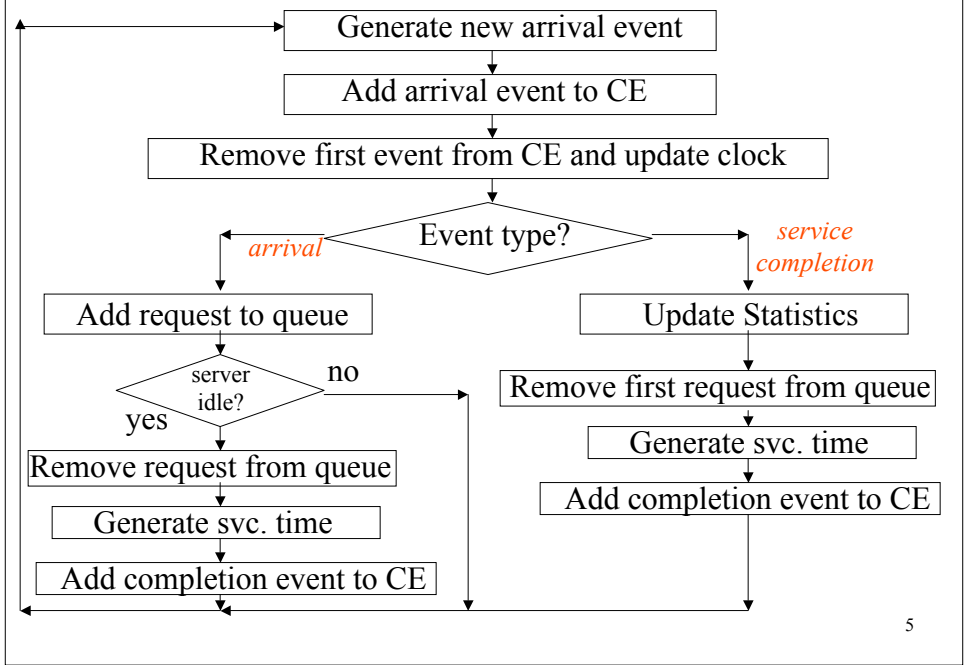 Generate new arrival event
Add arrival event to CE
Remove first event from CE and update clock
Event type?
arrival
service
completion
Add request to queue
server
idle?
no
yes
Remove request from queue
Generate svc. time
Add completion event to CE
Update Statistics
Remove first request from queue
Generate svc. time
Add completion event to CE
5